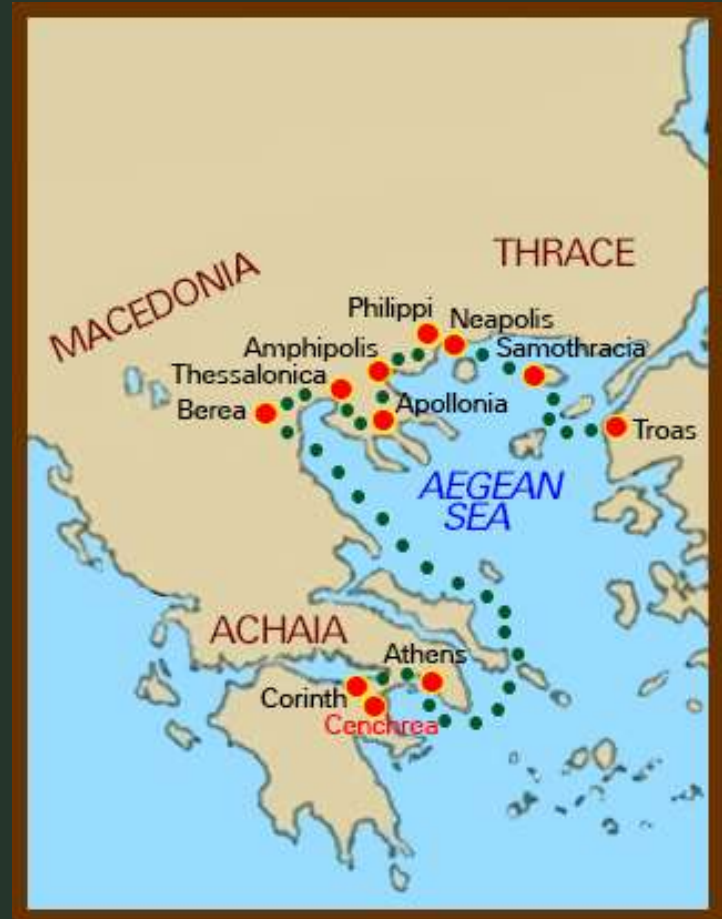 THRACE
MACEDONIA
Philippi
Neapolis
Amphipolis
Samothracia
Thessalonica
Berea
Apollonia
Troas
AEGEAN
SEA
ACHAIA
Athens
Corinth
Cenchrea